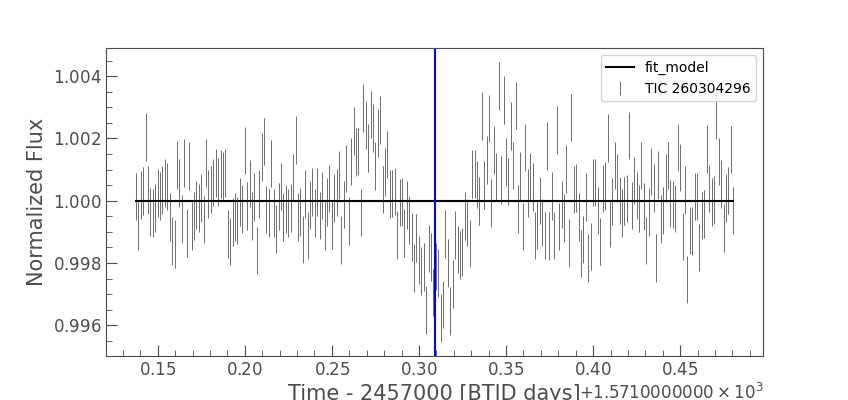 1.004
1.002
1.000
0.998
0.996
Normalized Flux
fit_model
TIC 260304296
0.15 0.20 0.25 0.30 0.35 0.40 0.45
Time - 2457000 [BTJD days]
+1.5710000000 × 10³